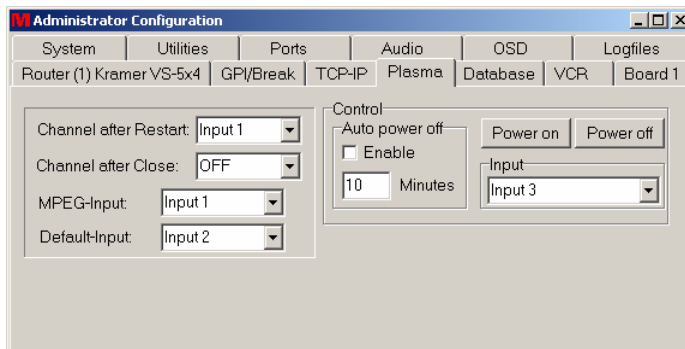 Administrator Configuration
System Utilities Ports Audio OSD Logfiles
Router (1) Kramer VS-5x4 GPI/Break TCP-IP Plasma Database VCR Board 1
Channel after Restart: Input 1
Channel after Close: OFF
MPEG-Input: Input 1
Default-Input: Input 2
Control
Auto power off
Enable
10 Minutes
Power on Power off
Input
Input 3